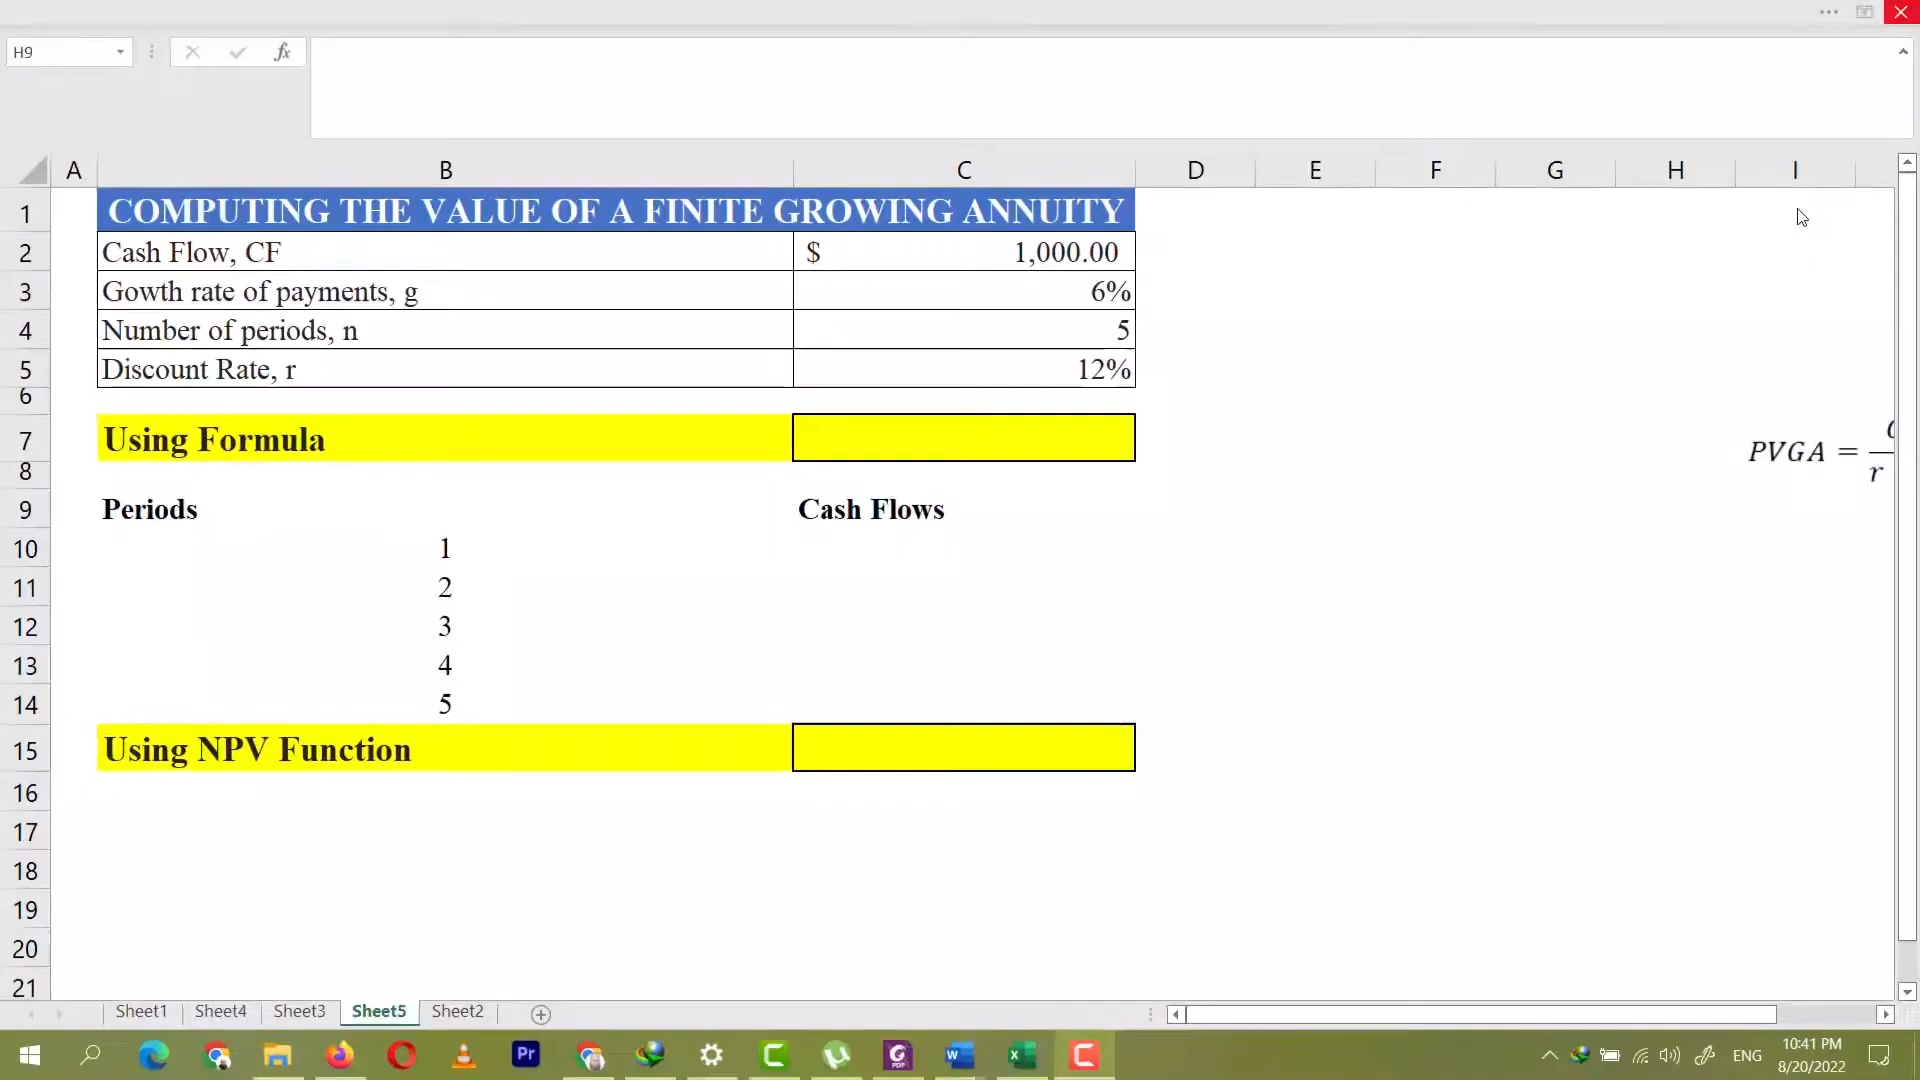 H9
fx
A B C D E F G H I
1 COMPUTING THE VALUE OF A FINITE GROWING ANNUITY
2 Cash Flow, CF $ 1,000.00
3 Gowth rate of payments, g 6%
4 Number of periods, n 5
5 Discount Rate, r 12%
6
7 Using Formula
PVGA =
r
8
9 Periods Cash Flows
10 1
11 2
12 3
13 4
14 5
15 Using NPV Function
16
17
18
19
20
21
Sheet1 Sheet4 Sheet3 Sheet5 Sheet2
Pr
ENG
10:41 PM
8/20/2022